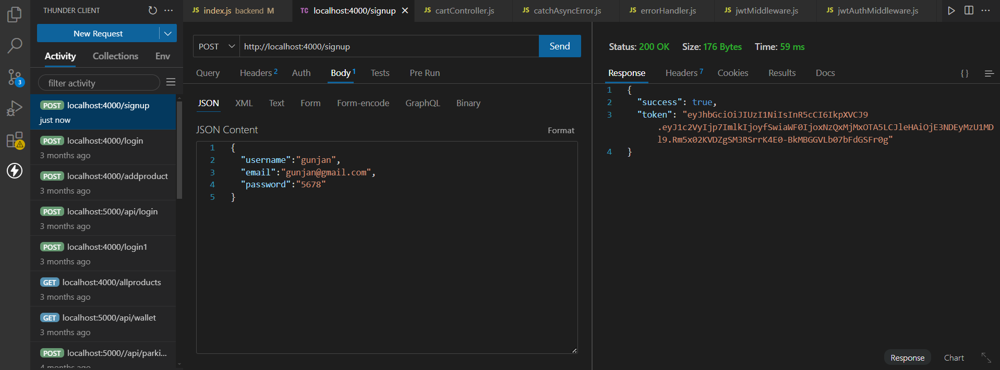 THUNDER CLIENT
New Request
Activity Collections Env
filter activity
POST localhost:4000/signup
just now
POST localhost:4000/login
3 months ago
POST localhost:4000/addproduct
3 months ago
POST localhost:5000/api/login
3 months ago
POST localhost:4000/login1
3 months ago
GET localhost:4000/allproducts
3 months ago
GET localhost:5000/api/wallet
3 months ago
POST localhost:5000//api/parki...
4 months ago
3
JS index.js backend M
TC localhost:4000/signup
JS cartController.js
JS catchAsyncError.js
JS errorHandler.js
JS jwtMiddleware.js
JS jwtAuthMiddleware.js
POST http://localhost:4000/signup Send
Query Headers 2 Auth Body 1 Tests Pre Run
JSON XML Text Form Form-encode GraphQL Binary
JSON Content Format
1 {
2 "username":"gunjan",
3 "email":"gunjan@gmail.com",
4 "password":"5678"
5 }
Status: 200 OK Size: 176 Bytes Time: 59 ms
Response Headers 7 Cookies Results Docs { }
1 {
2 "success": true,
3 "token": "eyJhbGciOiJIUzI1NiIsInR5cCI6IkpXVCJ9
.eyJ1c2VyIjp7ImlkIjoyfSwiaWF0IjoxNzQxMjMxOTA5LCJleHAiOjE3NDEyMzU1MD
l9.Rm5x02KVDZgSM3RSrrK4E0-BkMBGGVLb07bFdGSFr0g"
4 }
Response Chart